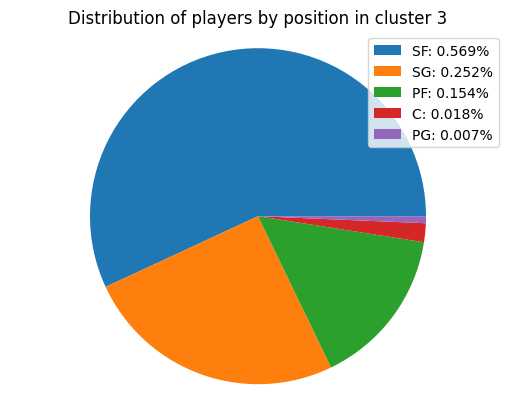 Distribution of players by position in cluster 3
SF: 0.569%
SG: 0.252%
PF: 0.154%
C: 0.018%
PG: 0.007%